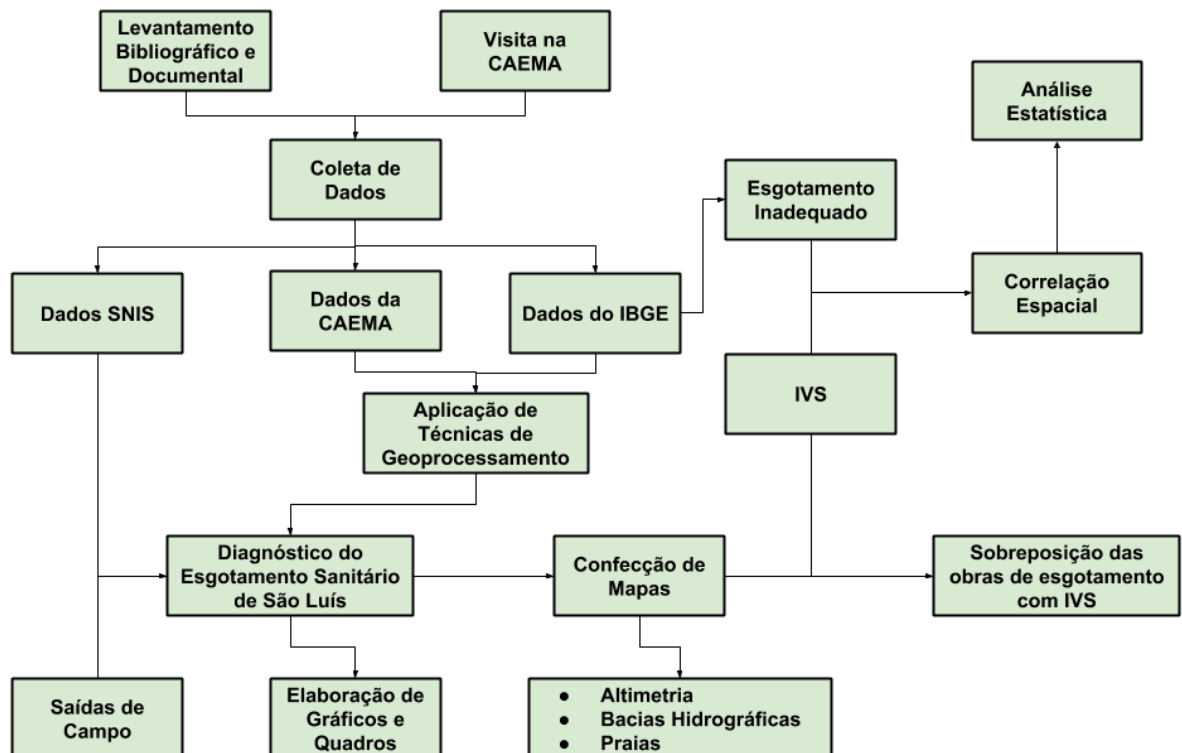 Levantamento
Bibliográfico e
Documental
Visita na
CAEMA
Análise
Estatística
Coleta de
Dados
Esgotamento
Inadequado
Dados SNIS
Dados da
CAEMA
Dados do IBGE
Correlação
Espacial
IVS
Aplicação de
Técnicas de
Geoprocessamento
Diagnóstico do
Esgotamento Sanitário
de São Luís
Confecção de
Mapas
Sobreposição das
obras de esgotamento
com IVS
Saídas de
Campo
Elaboração de
Gráficos e
Quadros
● Altimetria
● Bacias Hidrográficas
● Praias